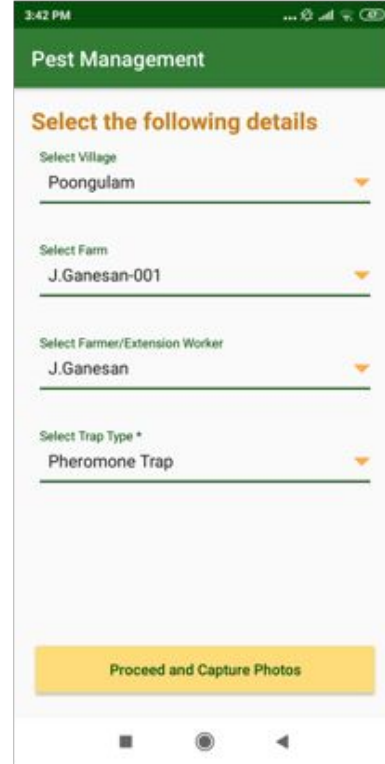 3:42 PM
Pest Management
Select the following details
Select Village
Poongulam
Select Farm
J.Ganesan-001
Select Farmer/Extension Worker
J.Ganesan
Select Trap Type *
Pheromone Trap
Proceed and Capture Photos